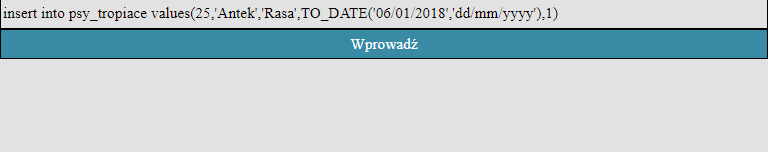 insert into psy_tropiace values(25,'Antek','Rasa',TO_DATE('06/01/2018','dd/mm/yyyy'),1)
Wprowadź